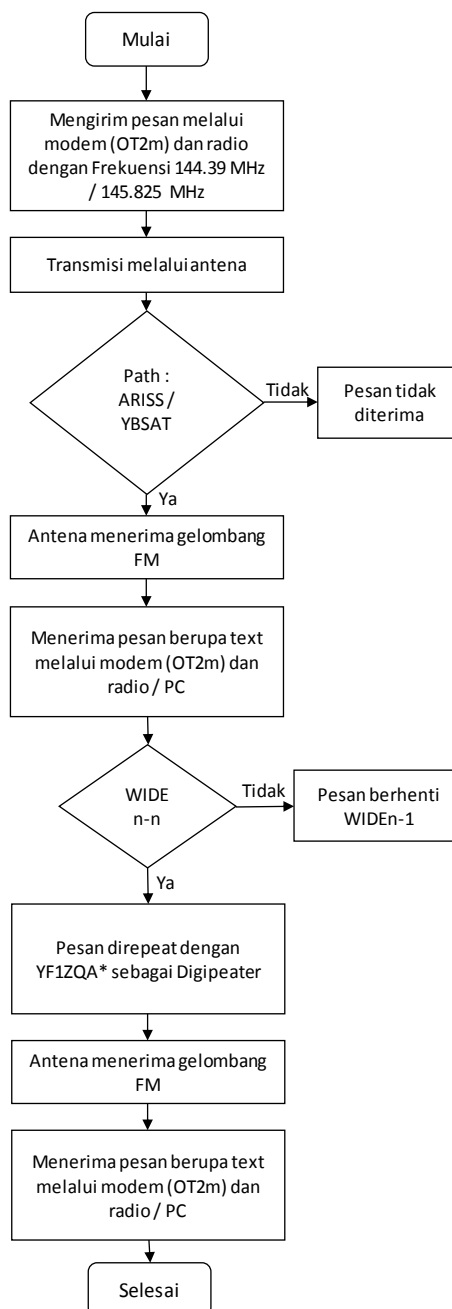 Mulai
Mengirim pesan melalui
modem (OT2m) dan radio
dengan Frekuensi 144.39 MHz
/ 145.825 MHz
Transmisi melalui antena
Path :
ARISS /
YBSAT
Tidak
Pesan tidak
diterima
Ya
Antena menerima gelombang
FM
Menerima pesan berupa text
melalui modem (OT2m) dan
radio / PC
WIDE
n-n
Tidak
Pesan berhenti
WIDEn-1
Ya
Pesan direpeat dengan
YF1ZQA* sebagai Digipeater
Antena menerima gelombang
FM
Menerima pesan berupa text
melalui modem (OT2m) dan
radio / PC
Selesai